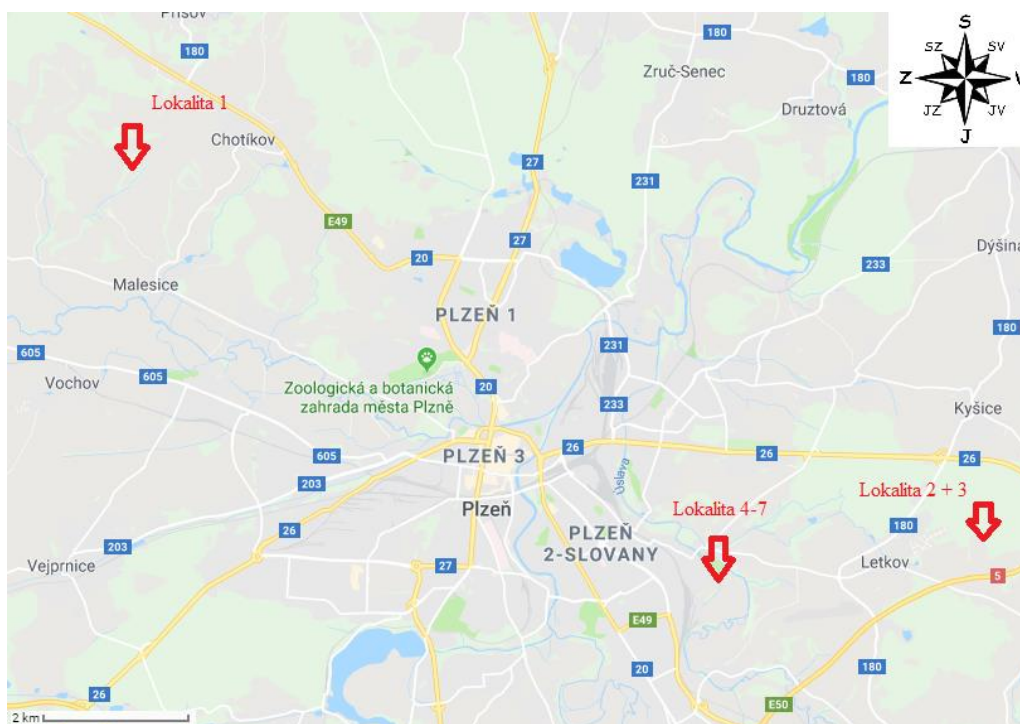 Příšov
S
180
180
SZ
SV
Zruč-Senec
180
Z
V
Lokalita 1
Druztová
JZ
JV
Chotíkov
J
27
231
E49
27
Dýšina
20
233
Malesice
PLZEŇ 1
180
605
231
Vochov
605
Zoologická a botanická
zahrada města Plzně
20
233
Kyšice
26
PLZEŇ 3
605
26
26
203
Úslava
Lokalita 2 + 3
Plzeň
Lokalita 4-7
180
26
PLZEŇ
2-SLOVANY
203
Vejprnice
27
Letkov
5
E49
20
180
26
E50
2 km